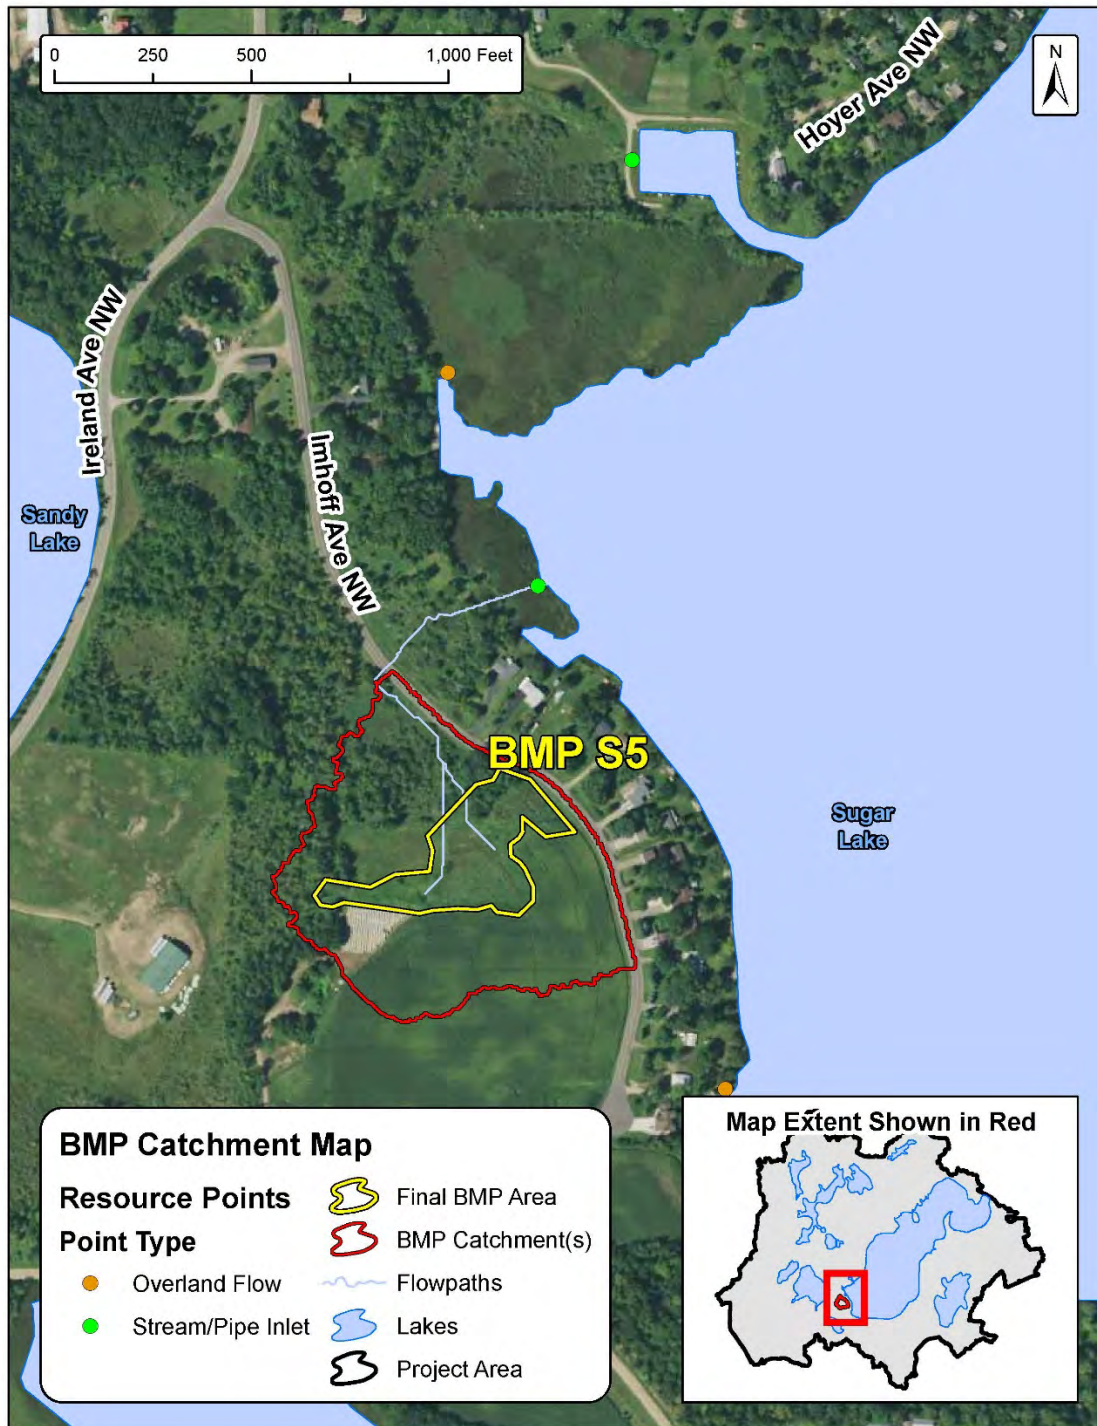 0 250 500 1,000 Feet
N
Hoyer Ave NW
Ireland Ave NW
Imhoff Ave NW
Sandy
Lake
BMP S5
Sugar
Lake
BMP Catchment Map
Resource Points
Point Type
Overland Flow
Stream/Pipe Inlet
Final BMP Area
BMP Catchment(s)
Flowpaths
Lakes
Project Area
Map Extent Shown in Red